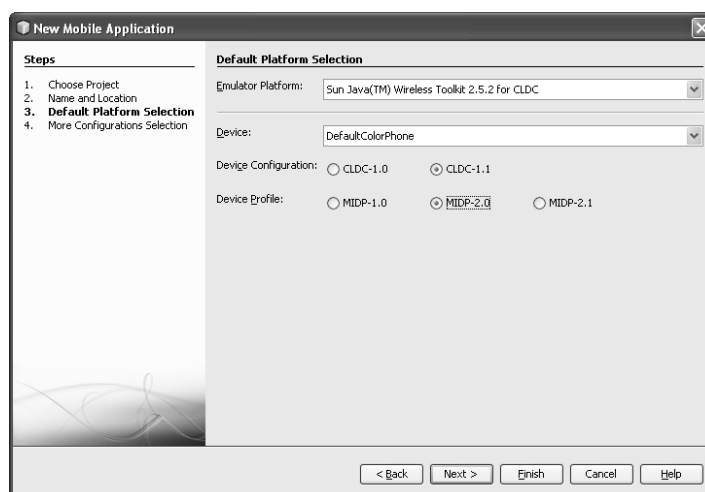 New Mobile Application
Steps
1. Choose Project
2. Name and Location
3. Default Platform Selection
4. More Configurations Selection
Default Platform Selection
Emulator Platform: Sun Java(TM) Wireless Toolkit 2.5.2 for CLDC
Device: DefaultColorPhone
Device Configuration: CLDC-1.0 CLDC-1.1
Device Profile: MIDP-1.0 MIDP-2.0 MIDP-2.1
< Back Next > Finish Cancel Help